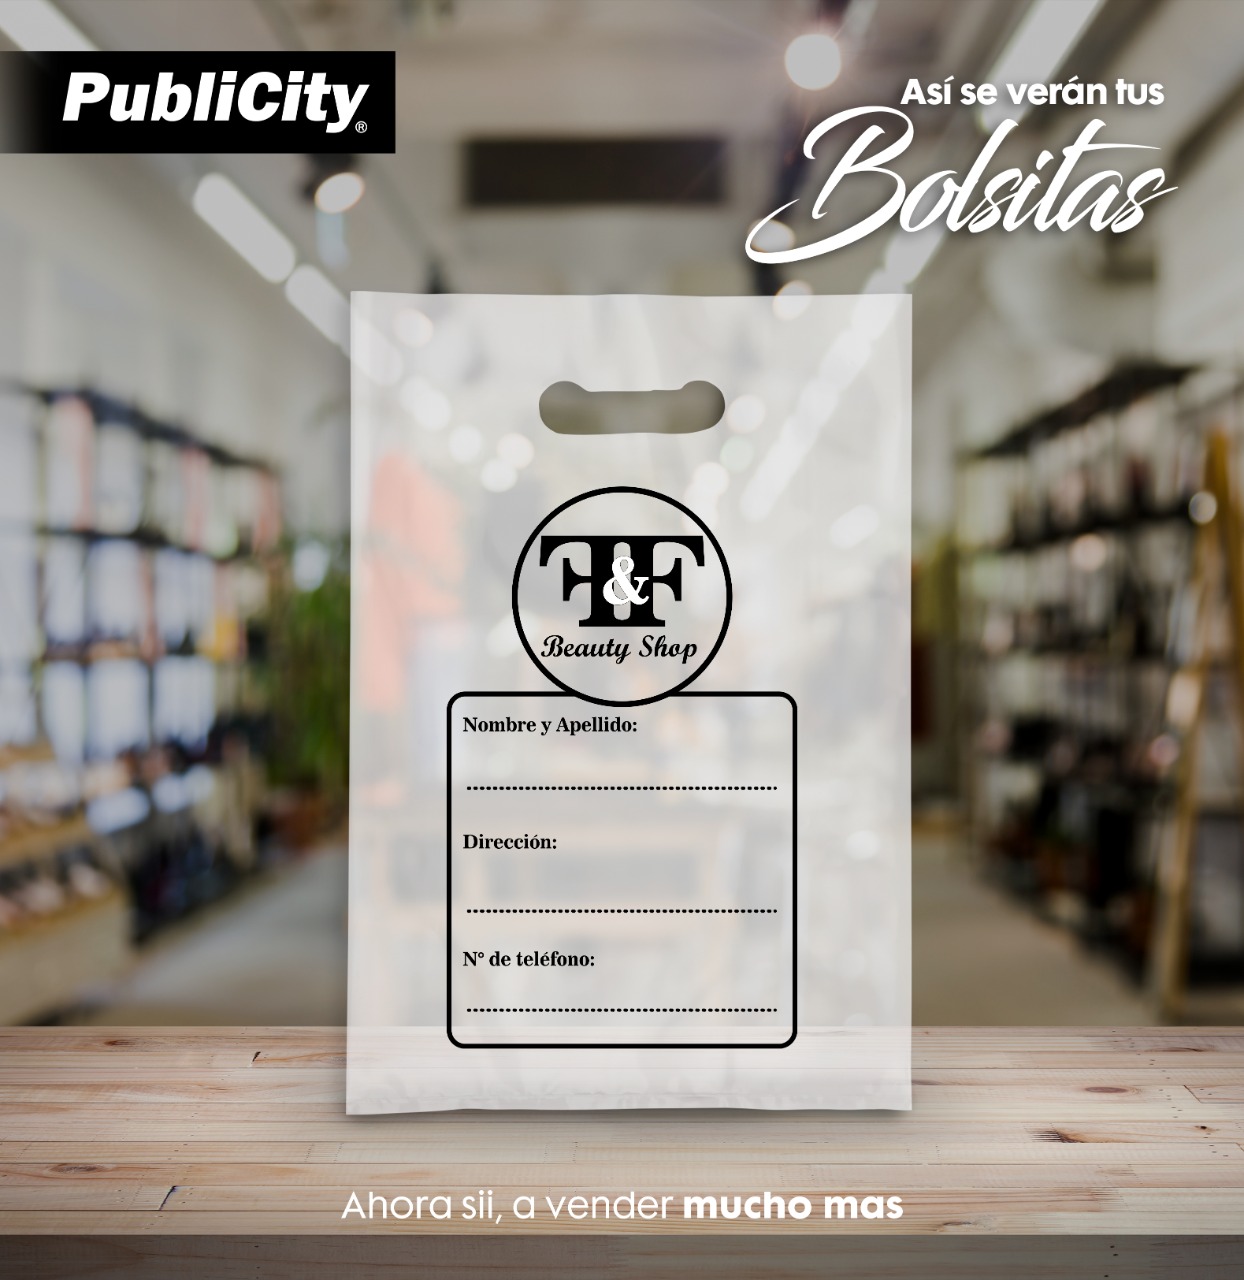 PubliCity®
Así se verán tus
Bolsitas
F&F
Beauty Shop
Nombre y Apellido:
Dirección:
N° de teléfono:
Ahora sii, a vender mucho mas